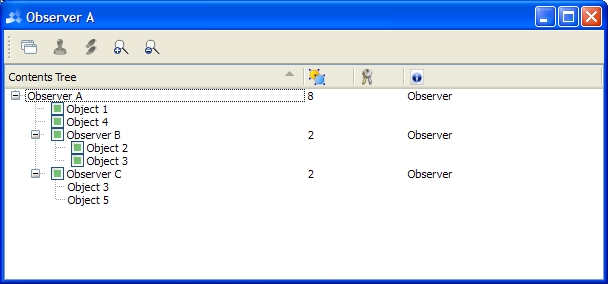 Observer A
Contents Tree
Observer A 8 Observer
Object 1
Object 4
Observer B 2 Observer
Object 2
Object 3
Observer C 2 Observer
Object 3
Object 5